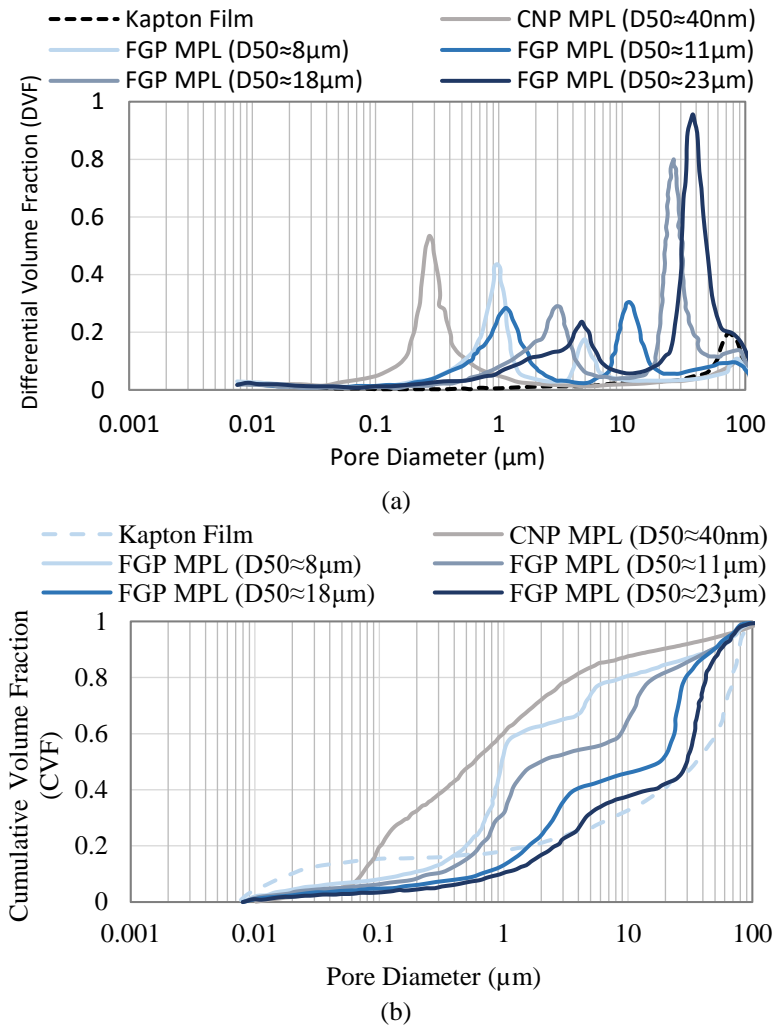 Kapton Film CNP MPL (D50≈40nm)
FGP MPL (D50≈8µm) FGP MPL (D50≈11µm)
FGP MPL (D50≈18µm) FGP MPL (D50≈23µm)
Differential Volume Fraction (DVF)
1
0.8
0.6
0.4
0.2
0
0.001 0.01 0.1 1 10 100
Pore Diameter (µm)
(a)
Kapton Film CNP MPL (D50≈40nm)
FGP MPL (D50≈8µm) FGP MPL (D50≈11µm)
FGP MPL (D50≈18µm) FGP MPL (D50≈23µm)
Cumulative Volume Fraction
(CVF)
1
0.8
0.6
0.4
0.2
0
0.001 0.01 0.1 1 10 100
Pore Diameter (µm)
(b)